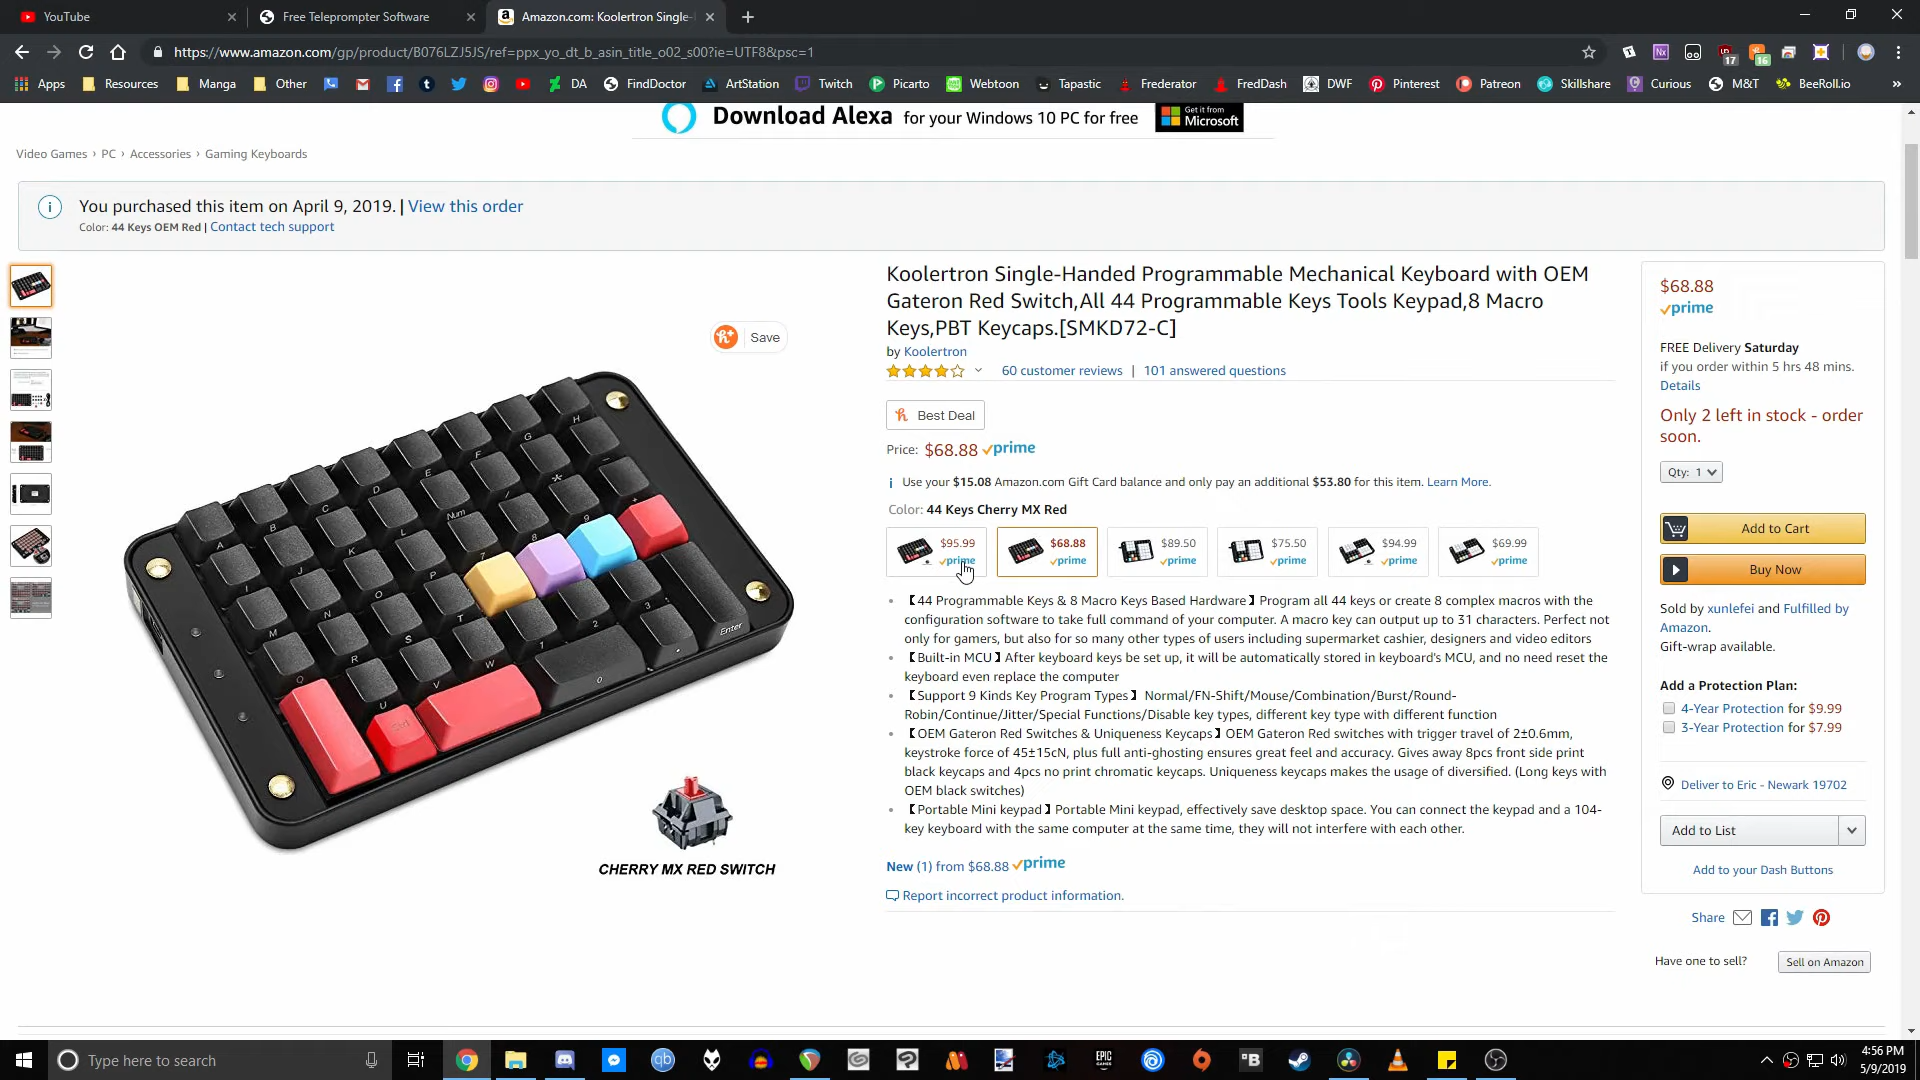 YouTube
Free Teleprompter Software
Amazon.com: Koolertron Single-
https://www.amazon.com/gp/product/B076LZJ5JS/ref=ppx_yo_dt_b_asin_title_o02_s00?ie=UTF8&psc=1
17
16
Apps Resources Manga Other DA FindDoctor ArtStation Twitch Picarto Webtoon Tapastic Frederator FredDash DWF Pinterest Patreon Skillshare Curious M&T BeeRoll.io »
Download Alexa for your Windows 10 PC for free
Get it from
Microsoft
Video Games › PC › Accessories › Gaming Keyboards
You purchased this item on April 9, 2019. | View this order
Color: 44 Keys OEM Red | Contact tech support
Save
CHERRY MX RED SWITCH
Koolertron Single-Handed Programmable Mechanical Keyboard with OEM
Gateron Red Switch,All 44 Programmable Keys Tools Keypad,8 Macro
Keys,PBT Keycaps.[SMKD72-C]
by Koolertron
60 customer reviews | 101 answered questions
Best Deal
Price: $68.88 prime
Use your $15.08 Amazon.com Gift Card balance and only pay an additional $53.80 for this item. Learn More.
Color: 44 Keys Cherry MX Red
$95.99 prime
$68.88 prime
$89.50 prime
$75.50 prime
$94.99 prime
$69.99 prime
• 【44 Programmable Keys & 8 Macro Keys Based Hardware】Program all 44 keys or create 8 complex macros with the
configuration software to take full command of your computer. A macro key can output up to 31 characters. Perfect not
only for gamers, but also for so many other types of users including supermarket cashier, designers and video editors
• 【Built-in MCU】After keyboard keys be set up, it will be automatically stored in keyboard's MCU, and no need reset the
keyboard even replace the computer
• 【Support 9 Kinds Key Program Types】 Normal/FN-Shift/Mouse/Combination/Burst/Round-
Robin/Continue/Jitter/Special Functions/Disable key types, different key type with different function
• 【OEM Gateron Red Switches & Uniqueness Keycaps】OEM Gateron Red switches with trigger travel of 2±0.6mm,
keystroke force of 45±15cN, plus full anti-ghosting ensures great feel and accuracy. Gives away 8pcs front side print
black keycaps and 4pcs no print chromatic keycaps. Uniqueness keycaps makes the usage of diversified. (Long keys with
OEM black switches)
• 【Portable Mini keypad】Portable Mini keypad, effectively save desktop space. You can connect the keypad and a 104-
key keyboard with the same computer at the same time, they will not interfere with each other.
New (1) from $68.88 prime
Report incorrect product information.
$68.88
prime
FREE Delivery Saturday
if you order within 5 hrs 48 mins.
Details
Only 2 left in stock - order
soon.
Qty: 1
Add to Cart
Buy Now
Sold by xunlefei and Fulfilled by
Amazon.
Gift-wrap available.
Add a Protection Plan:
4-Year Protection for $9.99
3-Year Protection for $7.99
Deliver to Eric - Newark 19702
Add to List
Add to your Dash Buttons
Share
Have one to sell? Sell on Amazon
Type here to search
4:56 PM
5/9/2019